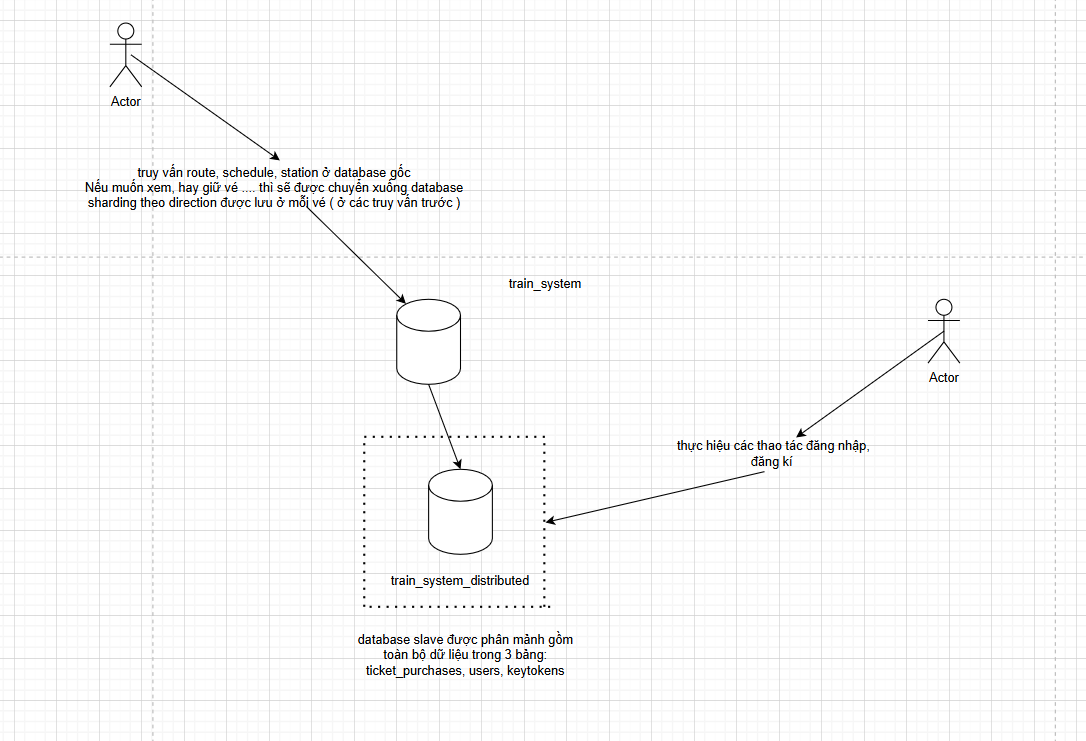 Actor
truy vấn route, schedule, station ở database gốc
Nếu muốn xem, hay giữ vé .... thì sẽ được chuyển xuống database
sharding theo direction được lưu ở mỗi vé ( ở các truy vấn trước )
train_system
Actor
thực hiệu các thao tác đăng nhập,
đăng kí
train_system_distributed
database slave được phân mảnh gồm
toàn bộ dữ liệu trong 3 bảng:
ticket_purchases, users, keytokens